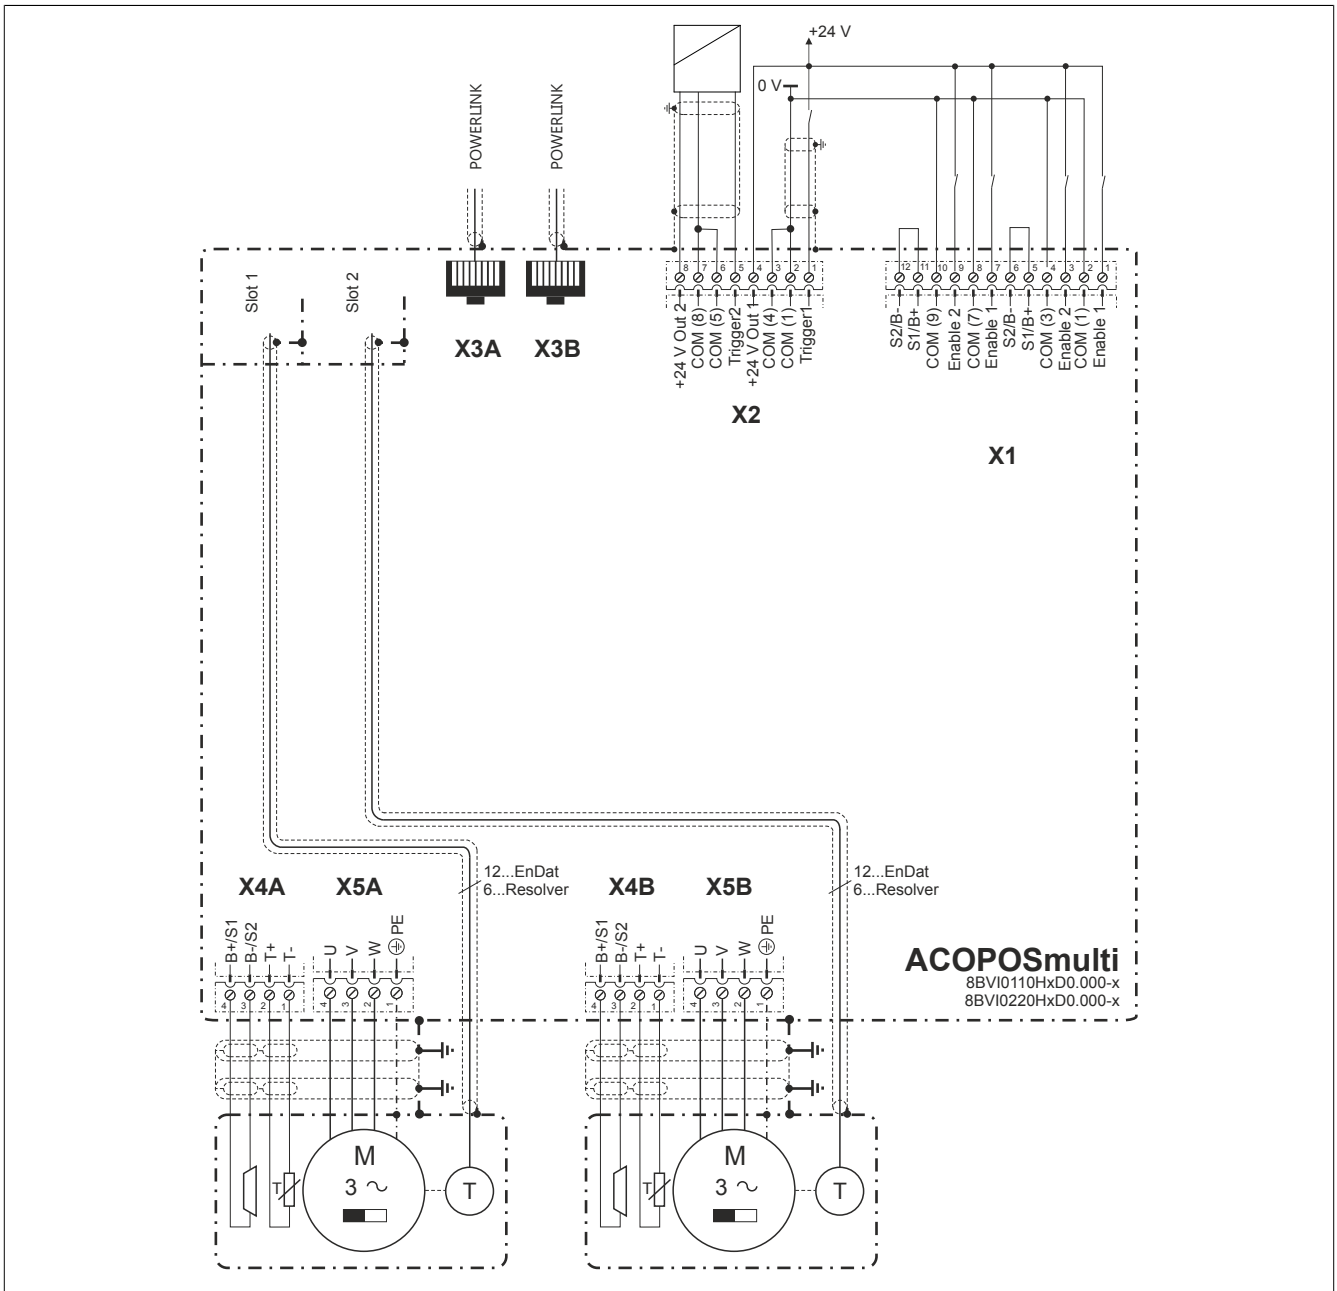 +24 V
0 V
POWERLINK
POWERLINK
Slot 1
Slot 2
8 7 6 5 4 3 2 1
12 11 10 9 8 7 6 5 4 3 2 1
+24 V Out 2
COM (8)
COM (5)
Trigger2
+24 V Out 1
COM (4)
COM (1)
Trigger1
S2/B-
S1/B+
COM (9)
Enable 2
COM (7)
Enable 1
S2/B-
S1/B+
COM (3)
Enable 2
COM (1)
Enable 1
X3A
X3B
X2
X1
12...EnDat
6...Resolver
12...EnDat
6...Resolver
X4A
X5A
X4B
X5B
B+/S1
B-/S2
T+
T-
U
V
W
PE
B+/S1
B-/S2
T+
T-
U
V
W
PE
4 3 2 1
4 3 2 1
4 3 2 1
4 3 2 1
ACOPOSmulti
8BVI0110HxD0.000-x
8BVI0220HxD0.000-x
T
M
3 ~
T
T
M
3 ~
T